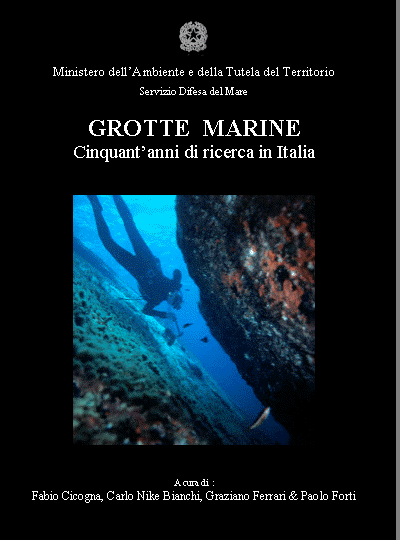 Ministero dell'Ambiente e della Tutela del Territorio
Servizio Difesa del Mare
GROTTE MARINE
Cinquant'anni di ricerca in Italia
A cura di :
Fabio Cicogna, Carlo Nike Bianchi, Graziano Ferrari & Paolo Forti